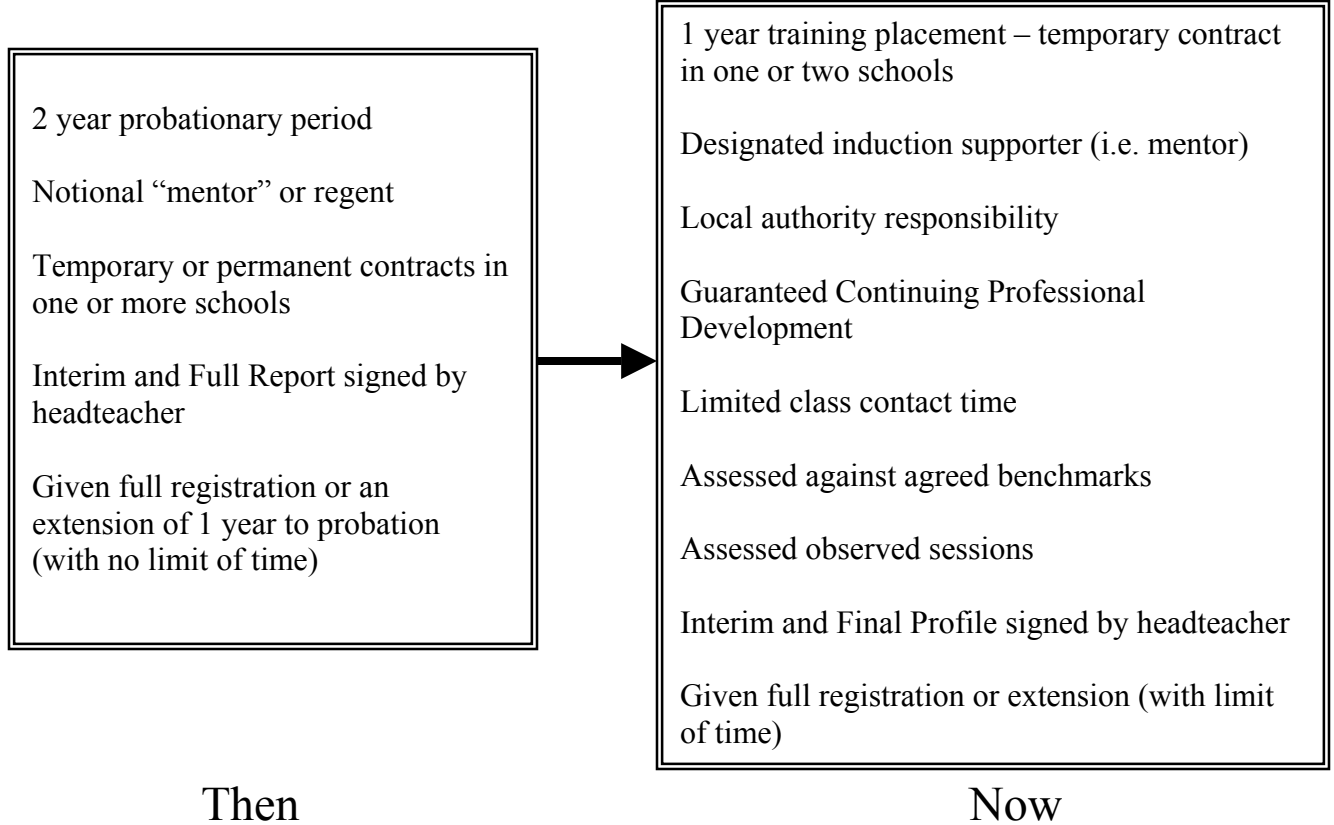 2 year probationary period
Notional “mentor” or regent
Temporary or permanent contracts in
one or more schools
Interim and Full Report signed by
headteacher
Given full registration or an
extension of 1 year to probation
(with no limit of time)
Then
1 year training placement – temporary contract
in one or two schools
Designated induction supporter (i.e. mentor)
Local authority responsibility
Guaranteed Continuing Professional
Development
Limited class contact time
Assessed against agreed benchmarks
Assessed observed sessions
Interim and Final Profile signed by headteacher
Given full registration or extension (with limit
of time)
Now